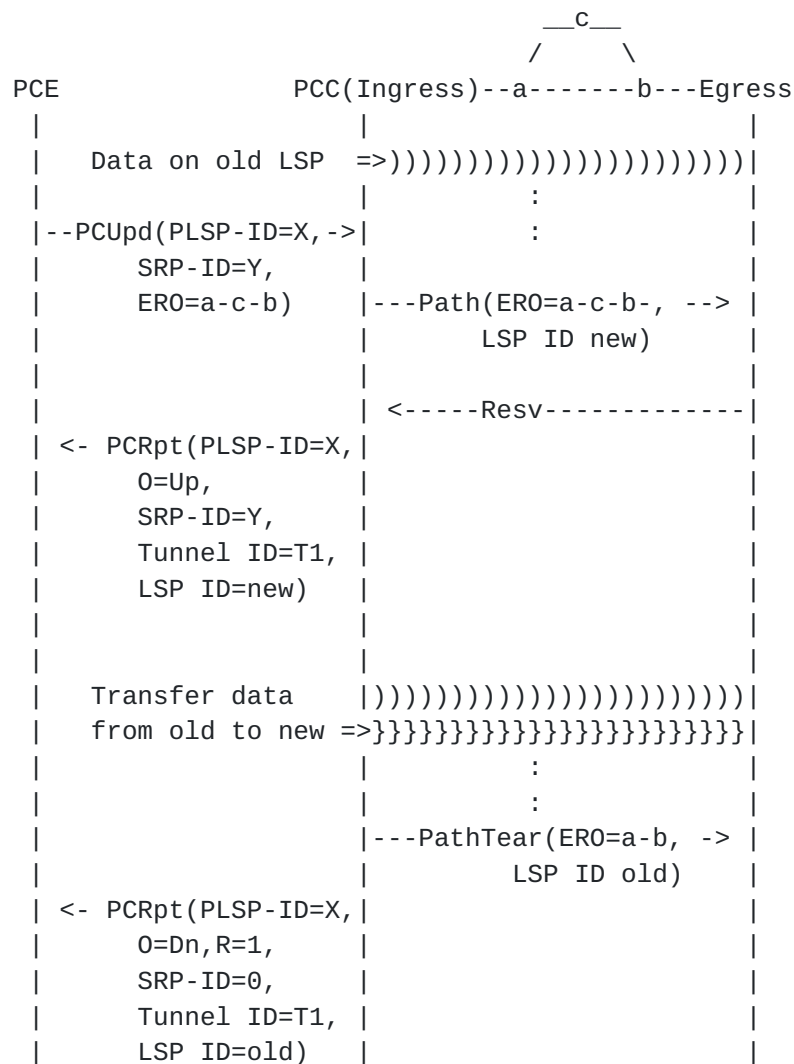 __c__
                                 /     \
PCE               PCC(Ingress)--a-------b---Egress
 |                    |                        |
 |   Data on old LSP  =>)))))))))))))))))))))))|
 |                    |          :             |
 |--PCUpd(PLSP-ID=X,->|          :             |
 |      SRP-ID=Y,     |                        |
 |      ERO=a-c-b)    |---Path(ERO=a-c-b-, --> |
 |                    |       LSP ID new)      |
 |                    |                        |
 |                    | <-----Resv-------------|
 | <- PCRpt(PLSP-ID=X,|                        |
 |      O=Up,         |                        |
 |      SRP-ID=Y,     |                        |
 |      Tunnel ID=T1, |                        |
 |      LSP ID=new)   |                        |
 |                    |                        |
 |                    |                        |
 |   Transfer data    |))))))))))))))))))))))))|
 |   from old to new =>}}}}}}}}}}}}}}}}}}}}}}}}|
 |                    |          :             |
 |                    |          :             |
 |                    |---PathTear(ERO=a-b, -> |
 |                    |         LSP ID old)    |
 | <- PCRpt(PLSP-ID=X,|                        |
 |      O=Dn,R=1,     |                        |
 |      SRP-ID=0,     |                        |
 |      Tunnel ID=T1, |                        |
 |      LSP ID=old)   |                        |